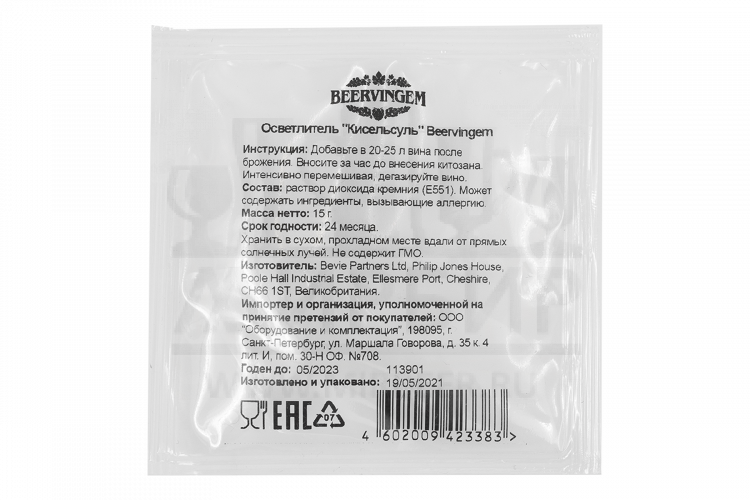 BEERVINGEM
Осветлитель "Кисельсуль" Beervingem
Инструкция: Добавьте в 20-25 л вина после
брожения. Вносите за час до внесения китозана.
Интенсивно перемешивая, дегазируйте вино.
Состав: раствор диоксида кремния (Е551). Может
содержать ингредиенты, вызывающие аллергию.
Масса нетто: 15 г.
Срок годности: 24 месяца.
Хранить в сухом, прохладном месте вдали от прямых
солнечных лучей. Не содержит ГМО.
Изготовитель: Bevie Partners Ltd, Philip Jones House,
Poole Hall Industrial Estate, Ellesmere Port, Cheshire,
CH66 1ST, Великобритания.
Импортер и организация, уполномоченной на
принятие претензий от покупателей: ООО
"Оборудование и комплектация", 198095, г.
Санкт-Петербург, ул. Маршала Говорова, д. 35 к. 4
лит. И, пом. 30-Н ОФ. №708.
Годен до: 05/2023 113901
Изготовлено и упаковано: 19/05/2021
EAC 07
4 602009 423383 >